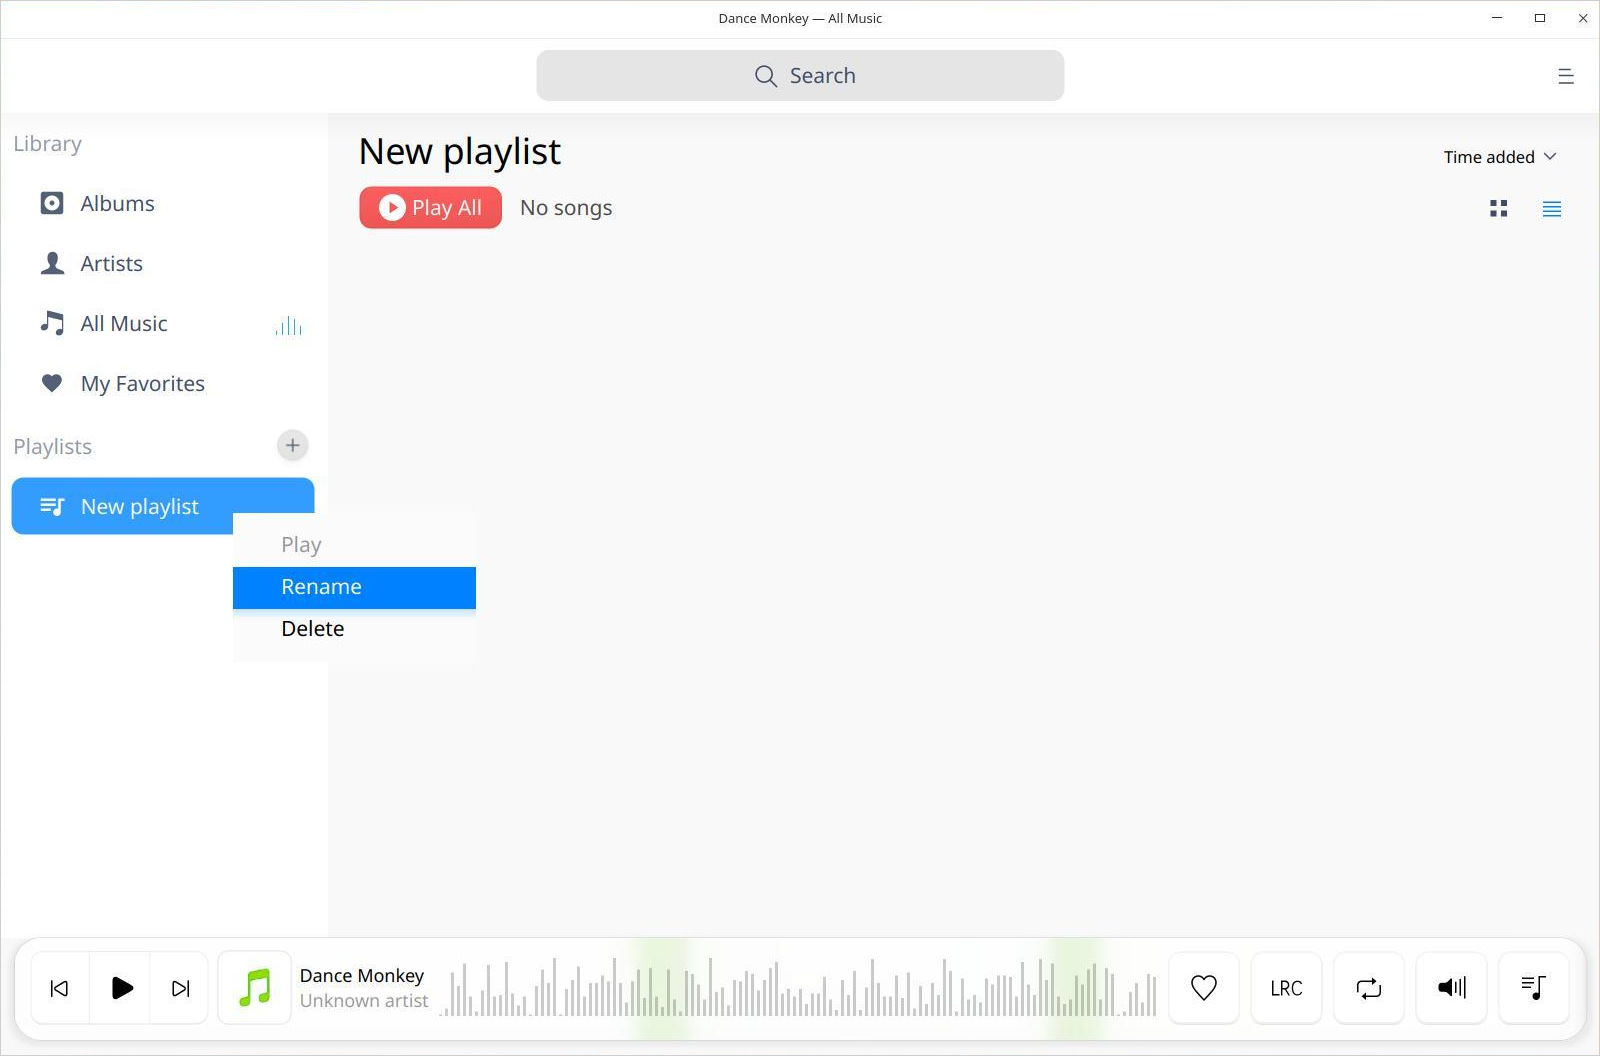 Dance Monkey — All Music
Search
Library
Albums
Artists
All Music
My Favorites
Playlists
New playlist
Play
Rename
Delete
New playlist
Time added
Play All
No songs
Dance Monkey
Unknown artist
LRC